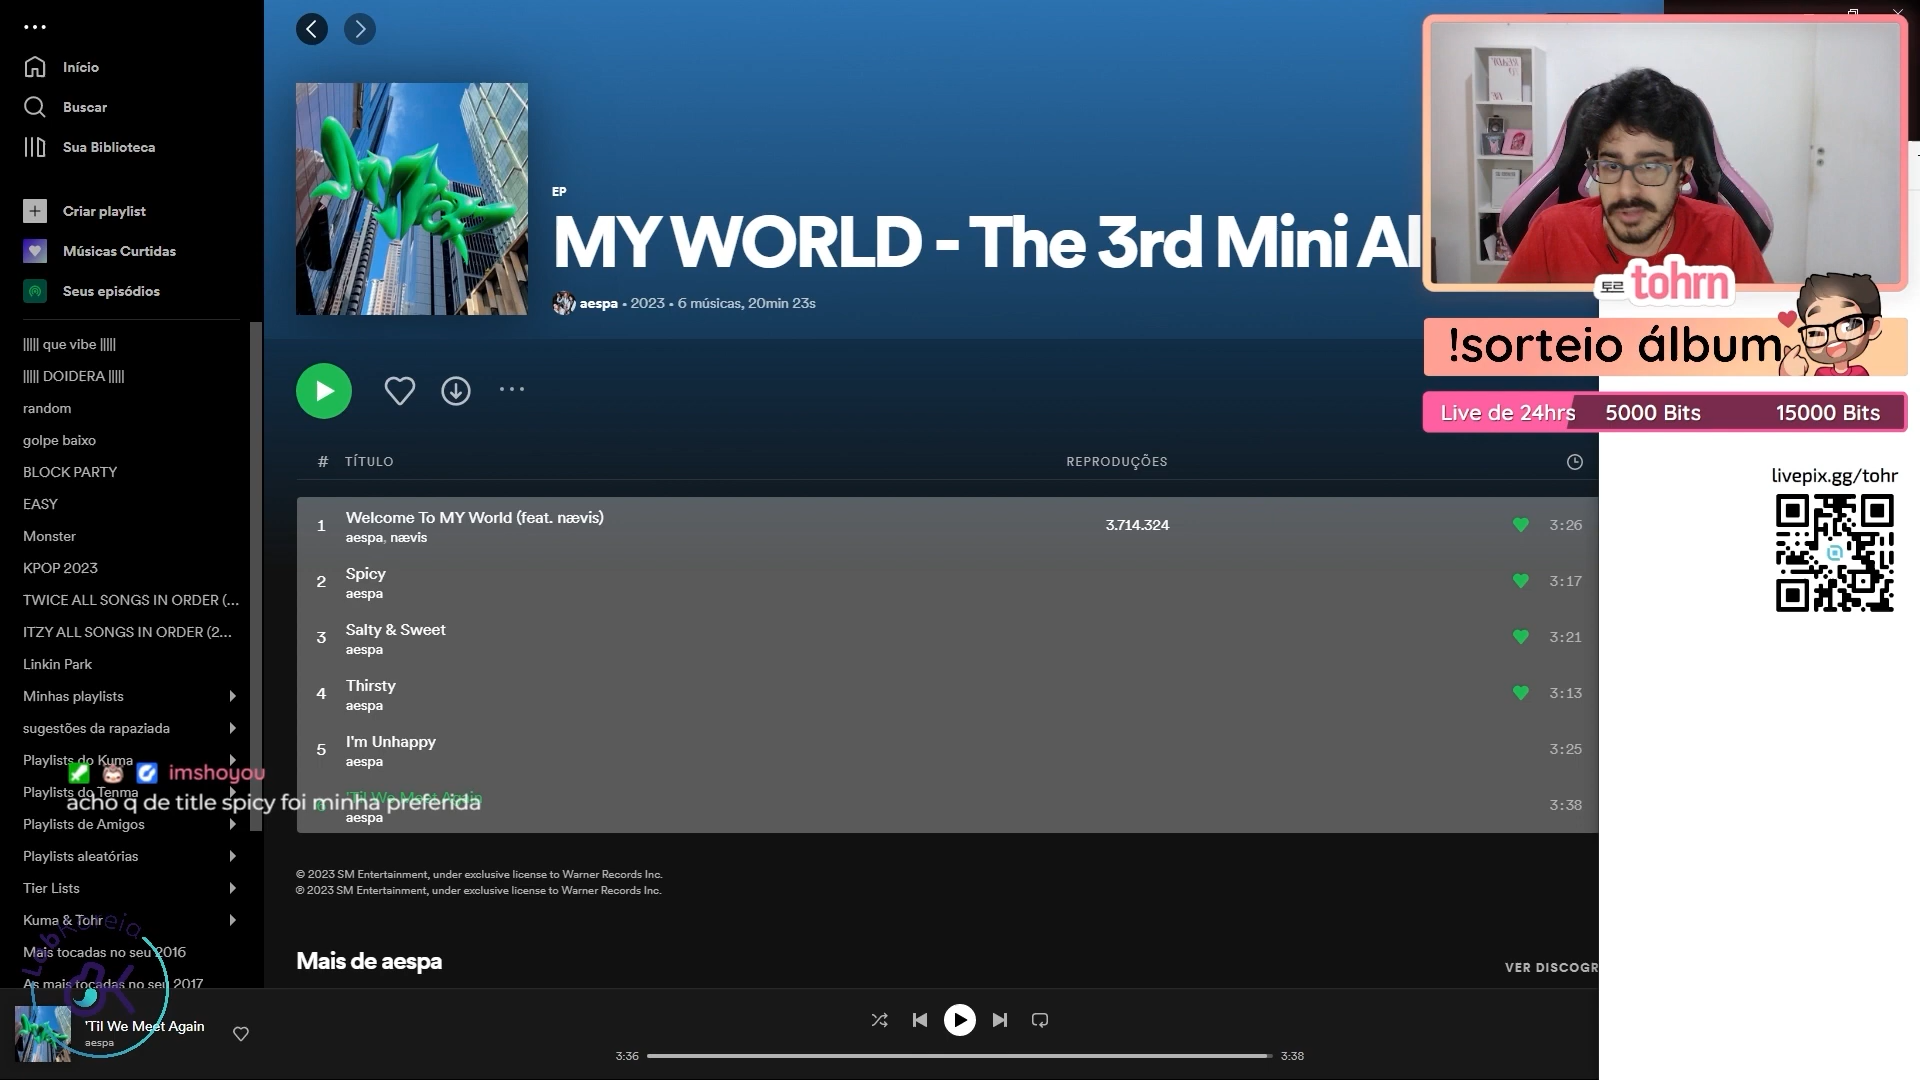 Início
Buscar
Sua Biblioteca
Criar playlist
Músicas Curtidas
Seus episódios
||||| que vibe |||||
||||| DOIDERA |||||
random
golpe baixo
BLOCK PARTY
EASY
Monster
KPOP 2023
TWICE ALL SONGS IN ORDER (...
ITZY ALL SONGS IN ORDER (2...
Linkin Park
Minhas playlists
sugestões da rapaziada
Playlists do Kuma
Playlists do Tenma
Playlists de Amigos
Playlists aleatórias
Tier Lists
Kuma & Tohr
Mais tocadas no seu 2016
As mais tocadas no seu 2017
imshoyou
acho q de title spicy foi minha preferida
EP
MY WORLD - The 3rd Mini Al
aespa • 2023 • 6 músicas, 20min 23s
# TÍTULO REPRODUÇÕES
1 Welcome To MY World (feat. nævis) 3.714.324 3:26
aespa, nævis
2 Spicy 3:17
aespa
3 Salty & Sweet 3:21
aespa
4 Thirsty 3:13
aespa
5 I'm Unhappy 3:25
aespa
'Til We Meet Again 3:38
aespa
© 2023 SM Entertainment, under exclusive license to Warner Records Inc.
℗ 2023 SM Entertainment, under exclusive license to Warner Records Inc.
Mais de aespa
VER DISCOGR
토르 tohrn
!sorteio álbum
Live de 24hrs 5000 Bits 15000 Bits
livepix.gg/tohr
'Til We Meet Again
aespa
3:36
3:38